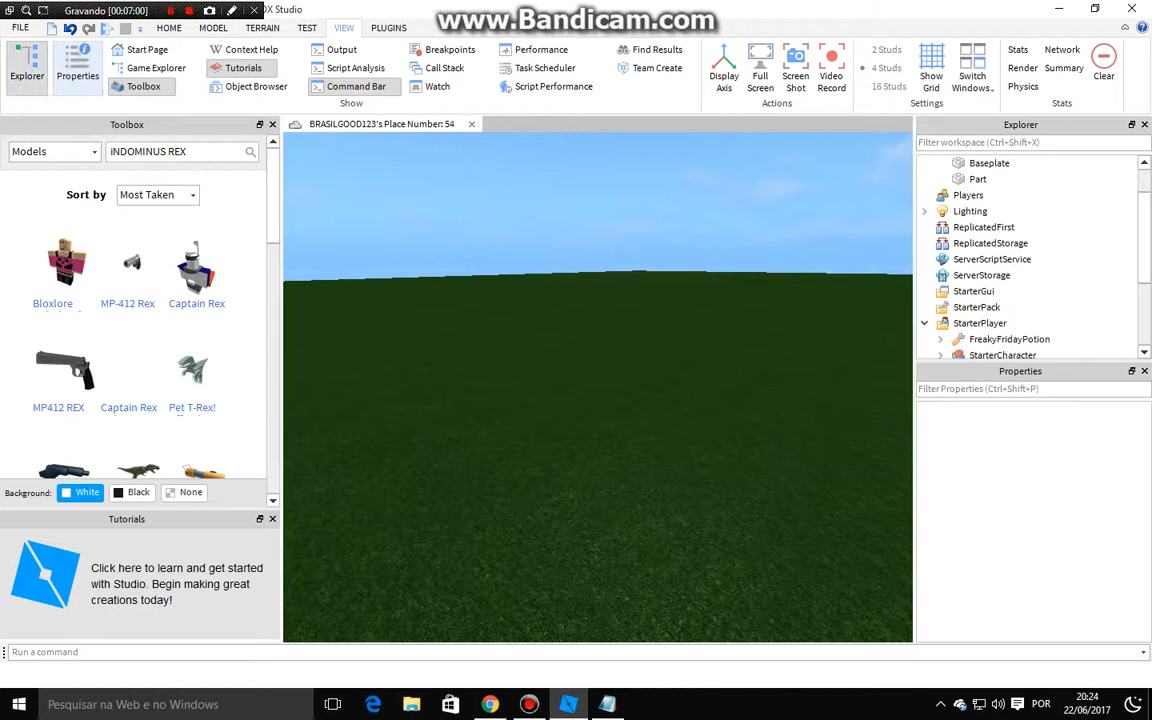 www.Bandicam.com
Gravando [00:07:00]
OX Studio
FILE HOME MODEL TERRAIN TEST VIEW PLUGINS
Explorer
Properties
Start Page
Game Explorer
Toolbox
Context Help
Tutorials
Object Browser
Output
Script Analysis
Command Bar
Breakpoints
Call Stack
Watch
Performance
Task Scheduler
Script Performance
Find Results
Team Create
Show
Display Axis
Full Screen
Screen Shot
Video Record
Actions
2 Studs
4 Studs
16 Studs
Show Grid
Switch Windows
Settings
Stats
Render
Physics
Network
Summary
Clear
Stats
Toolbox
Models
iNDOMINUS REX
Sort by Most Taken
Bloxlore
MP-412 Rex
Captain Rex
MP412 REX
Captain Rex
Pet T-Rex!
Background: White Black None
Tutorials
Click here to learn and get started
with Studio. Begin making great
creations today!
BRASILGOOD123's Place Number: 54
Explorer
Filter workspace (Ctrl+Shift+X)
Baseplate
Part
Players
Lighting
ReplicatedFirst
ReplicatedStorage
ServerScriptService
ServerStorage
StarterGui
StarterPack
StarterPlayer
FreakyFridayPotion
StarterCharacter
Properties
Filter Properties (Ctrl+Shift+P)
Run a command
Pesquisar na Web e no Windows
POR
20:24
22/06/2017